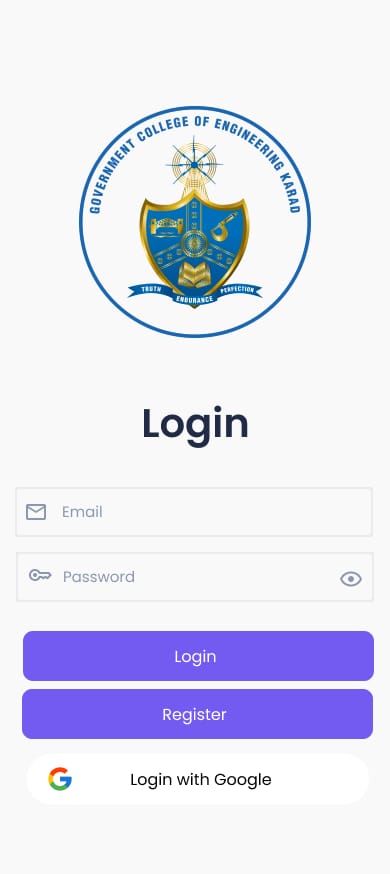 GOVERNMENT COLLEGE OF ENGINEERING KARAD
TRUTH
ENDURANCE
PERFECTION
Login
Email
Password
Login
Register
Login with Google